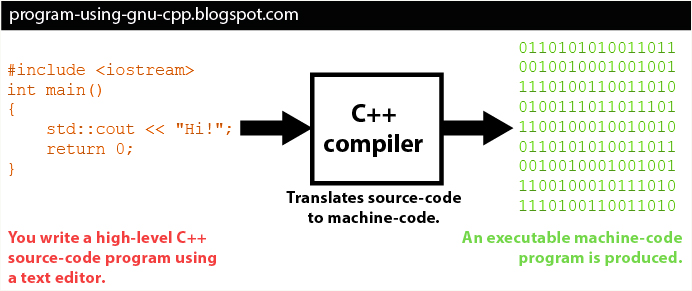 program-using-gnu-cpp.blogspot.com
#include <iostream>
int main()
{
    std::cout << "Hi!";
    return 0;
}
You write a high-level C++
source-code program using
a text editor.
C++
compiler
Translates source-code
to machine-code.
0110101010011011
0010010001001001
1110100110011010
0100111011011101
1100100010010010
0110101010011011
0010010001001001
1100100010111010
1110100110011010
An executable machine-code
program is produced.